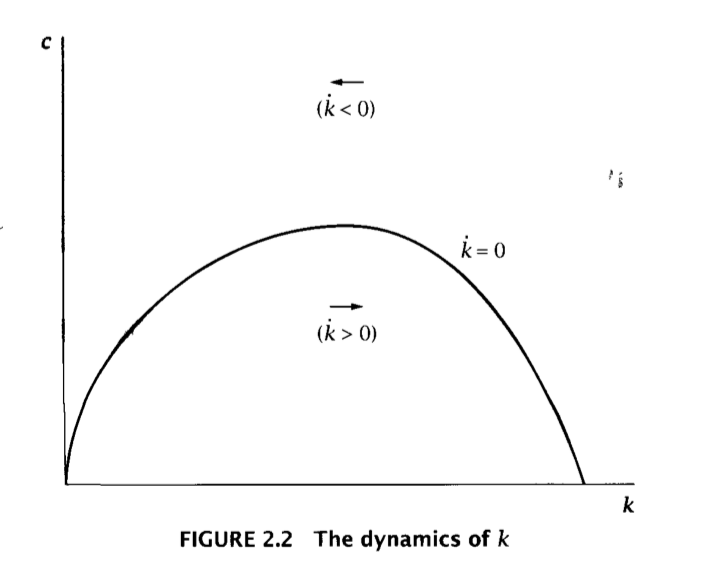 c
(k̇ < 0)
k̇ = 0
(k̇ > 0)
k
FIGURE 2.2 The dynamics of k